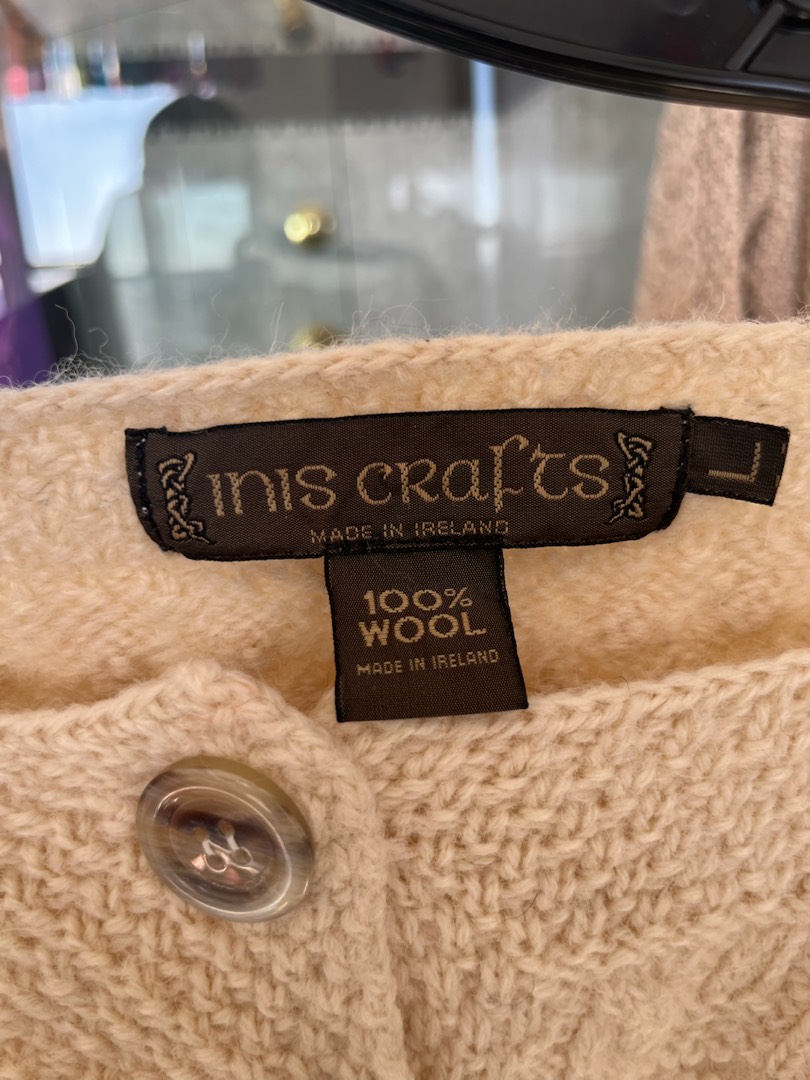 INIS CRAfTS
L
MADE IN IRELAND
100%
WOOL
MADE IN IRELAND